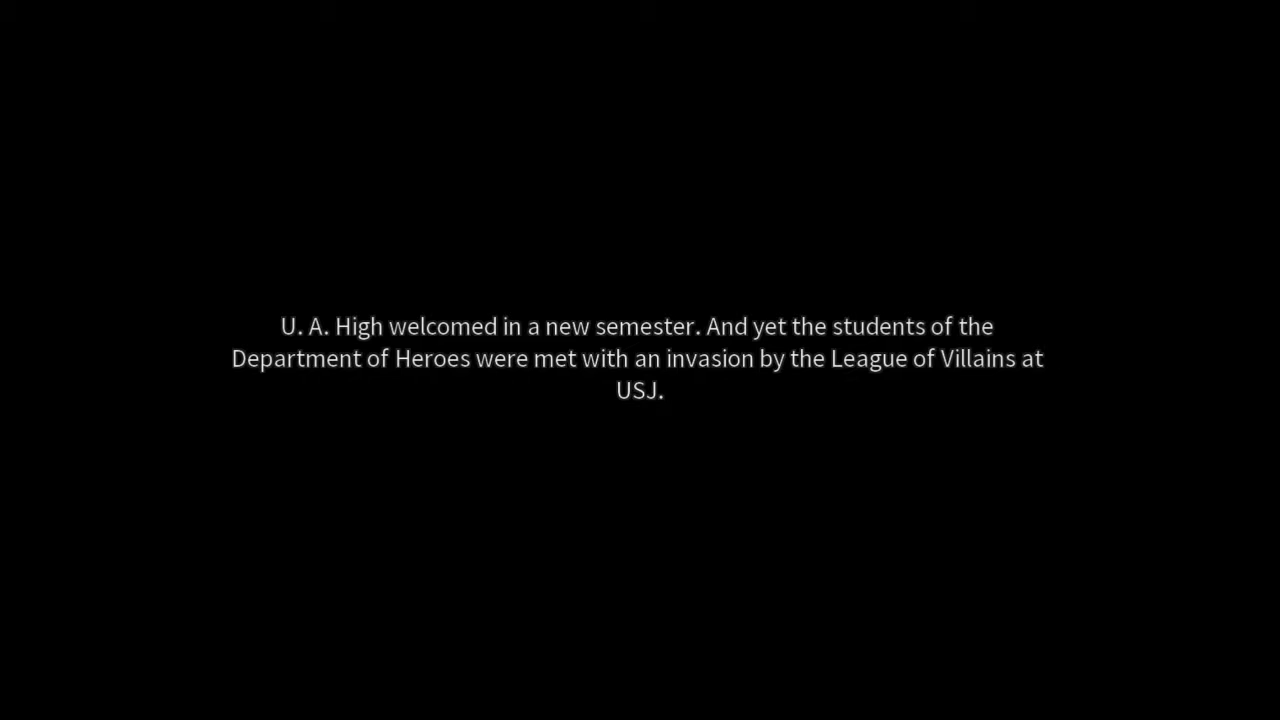 U. A. High welcomed in a new semester. And yet the students of the
Department of Heroes were met with an invasion by the League of Villains at
USJ.